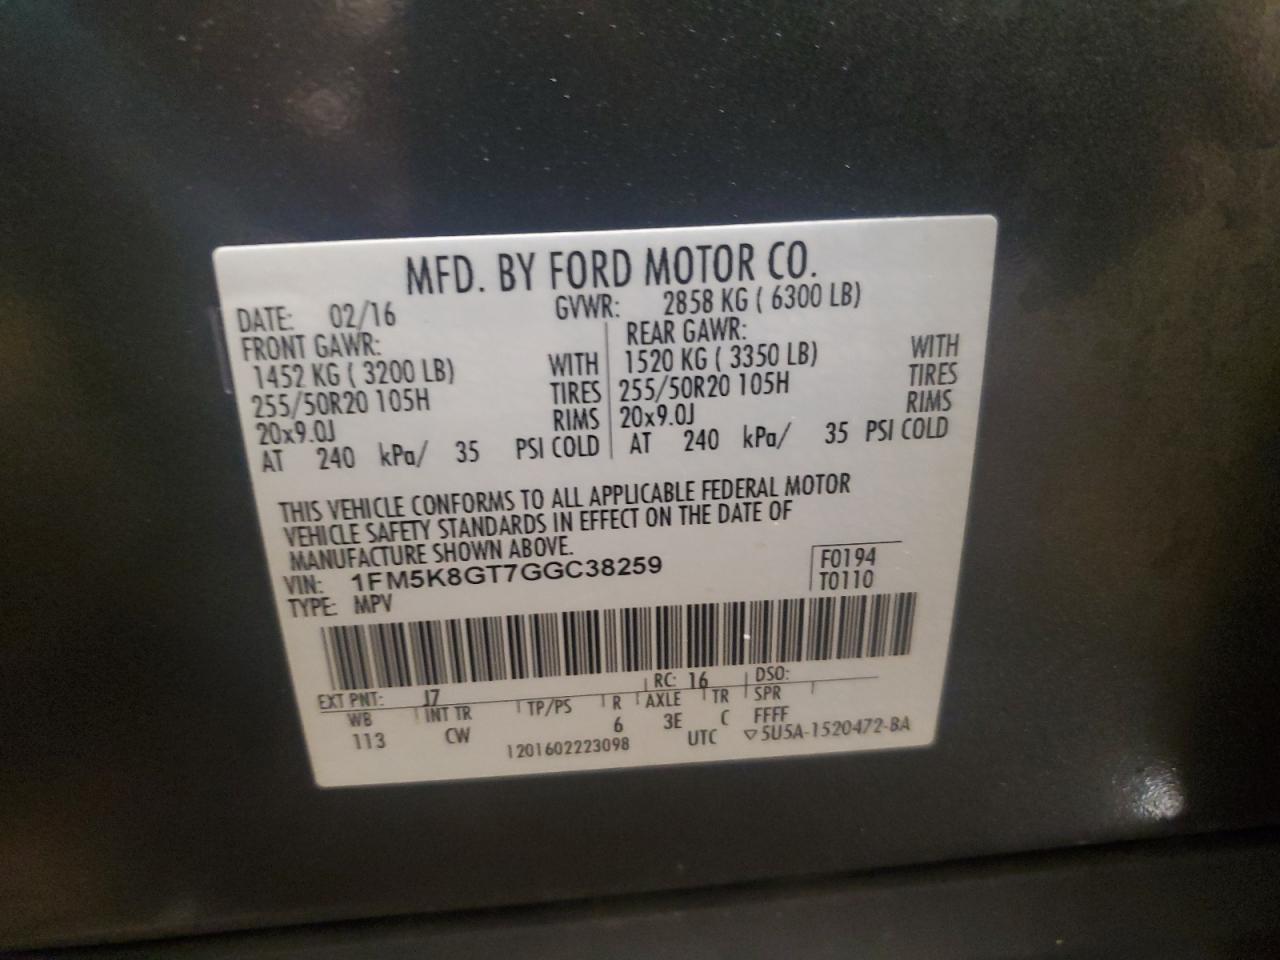 MFD. BY FORD MOTOR CO.
DATE: 02/16 GVWR: 2858 KG ( 6300 LB)
FRONT GAWR: REAR GAWR:
1452 KG ( 3200 LB) WITH 1520 KG ( 3350 LB) WITH
255/50R20 105H TIRES 255/50R20 105H TIRES
20x9.0J RIMS 20x9.0J RIMS
AT 240 kPa/ 35 PSI COLD AT 240 kPa/ 35 PSI COLD
THIS VEHICLE CONFORMS TO ALL APPLICABLE FEDERAL MOTOR
VEHICLE SAFETY STANDARDS IN EFFECT ON THE DATE OF
MANUFACTURE SHOWN ABOVE.
VIN: 1FM5K8GT7GGC38259 F0194
TYPE: MPV T0110
EXT PNT: J7 RC: 16 DSO:
WB INT TR TP/PS R AXLE TR SPR
113 CW 6 3E C FFFF
1201602223098 UTC ▽5U5A-1520472-BA